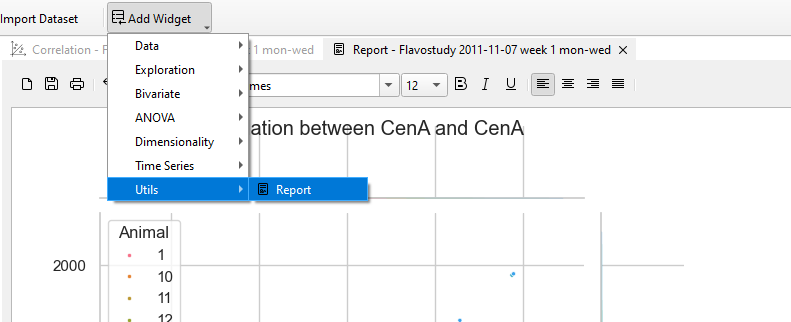 Import Dataset
Add Widget
Data
Exploration
Bivariate
ANOVA
Dimensionality
Time Series
Utils
Report
Correlation - F
1 mon-wed
Report - Flavostudy 2011-11-07 week 1 mon-wed
mes
12
B I U
ation between CenA and CenA
Animal
1
10
11
12
2000